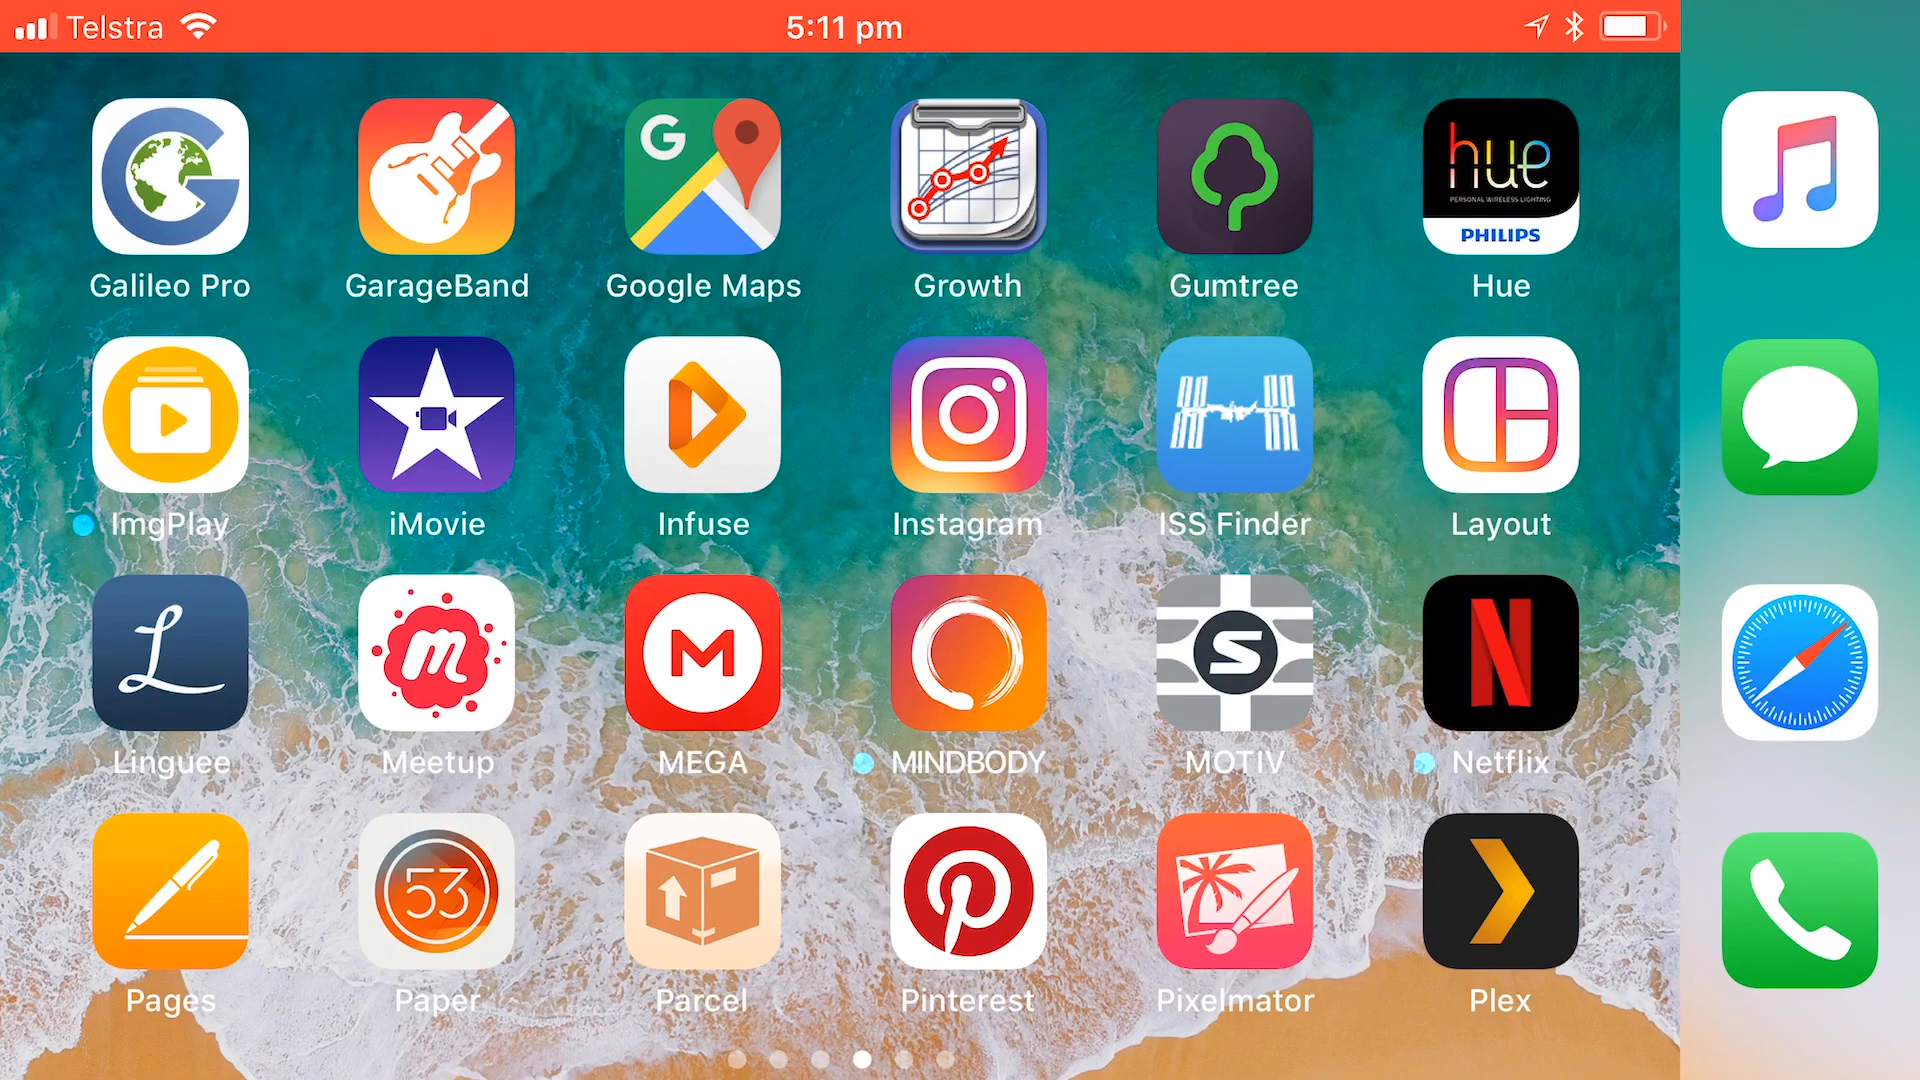 Telstra 5:11 pm
G hue
PERSONAL WIRELESS LIGHTING
PHILIPS
Galileo Pro GarageBand Google Maps Growth Gumtree Hue
ImgPlay iMovie Infuse Instagram ISS Finder Layout
L m M S N
Linguee Meetup MEGA MINDBODY MOTIV Netflix
53
Pages Paper Parcel Pinterest Pixelmator Plex